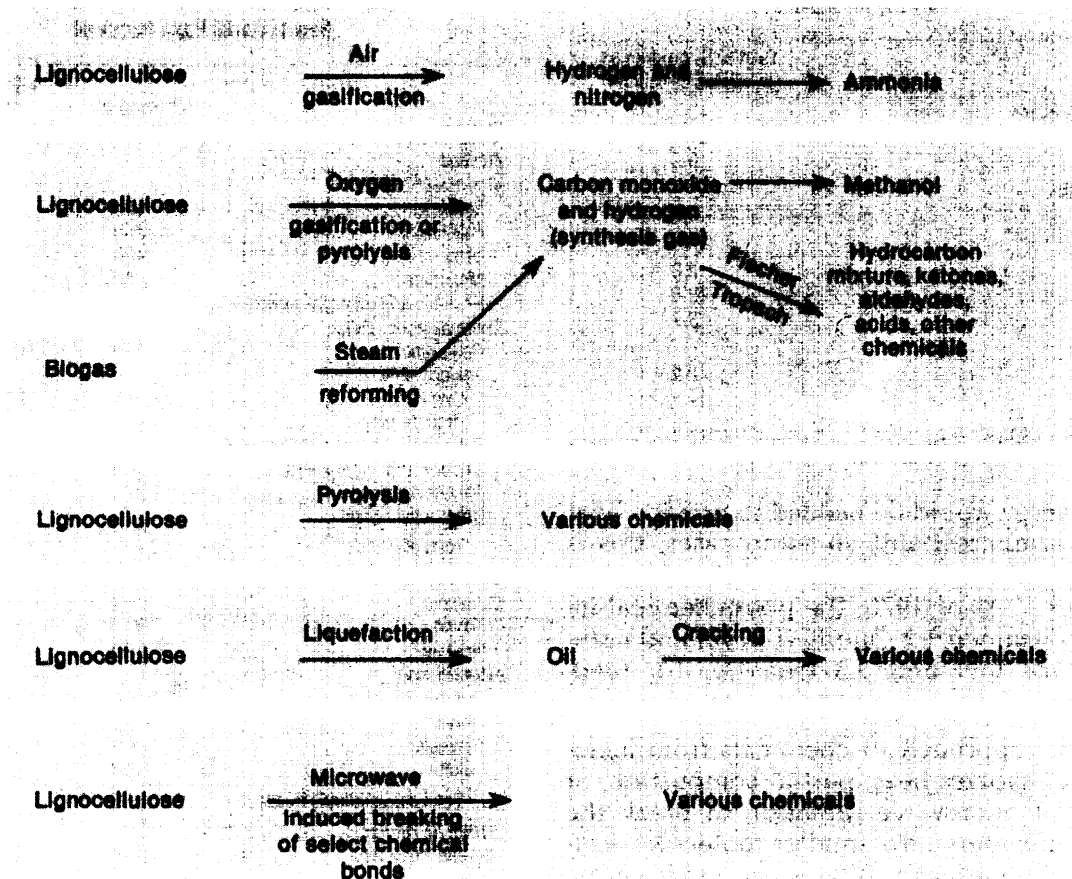 Air
Lignocellulose
gasification
Hydrogen and
nitrogen
Ammonia
Oxygen
Lignocellulose
gasification or
pyrolysis
Carbon monoxide
and hydrogen
(synthesis gas)
Methanol
Fischer
Tropsch
Hydrocarbon
mixture, ketones,
aldehydes,
acids, other
chemicals
Biogas
Steam
reforming
Lignocellulose
Pyrolysis
Various chemicals
Lignocellulose
Liquefaction
Oil
Cracking
Various chemicals
Lignocellulose
Microwave
Induced breaking
of select chemical
bonds
Various chemicals